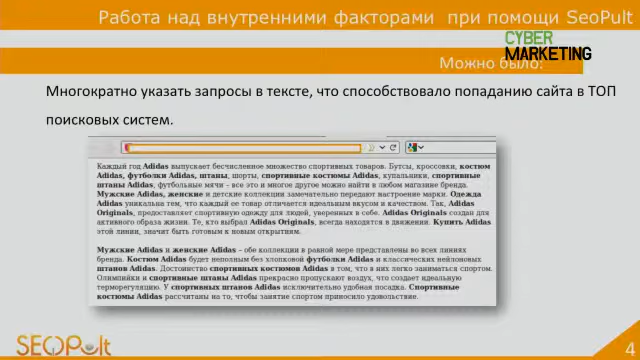 Работа над внутренними факторами при помощи SeoPult
CYBER
MARKETING
Можно было:
Многократно указать запросы в тексте, что способствовало попаданию сайта в ТОП
поисковых систем.
Каждый год Adidas выпускает бесчисленное множество спортивных товаров. Бутсы, кроссовки, костюм
Adidas, футболки Adidas, штаны, шорты, спортивные костюмы Adidas, купальники, спортивные
штаны Adidas, футбольные мячи – все это и многое другое можно найти в любом магазине бренда.
Мужские Adidas, женские и детские коллекции замечательно передают настроение марки. Одежда
Adidas уникальна тем, что каждый ее товар отличается идеальным вкусом и качеством. Так, Adidas
Originals, предоставляет спортивную одежду для людей, уверенных в себе. Adidas Originals создан для
активного образа жизни. Те, кто выбрал Adidas Originals, всегда находятся в движении. Купить Adidas
этой линии, значит быть готовым к новым открытиям.
Мужские Adidas и женские Adidas – обе коллекции в равной мере представлены во всех линиях
бренда. Костюм Adidas будет неполным без хлопковой футболки Adidas и классических нейлоновых
штанов Adidas. Достоинство спортивных костюмов Adidas в том, что в них легко заниматься спортом.
Олимпийки и спортивные штаны Adidas прекрасно пропускают воздух, что создает идеальную
терморегуляцию. У спортивных штанов Adidas исключительно удобная посадка. Спортивные
костюмы Adidas рассчитаны на то, чтобы занятие спортом приносило удовольствие.
SEOPult
4